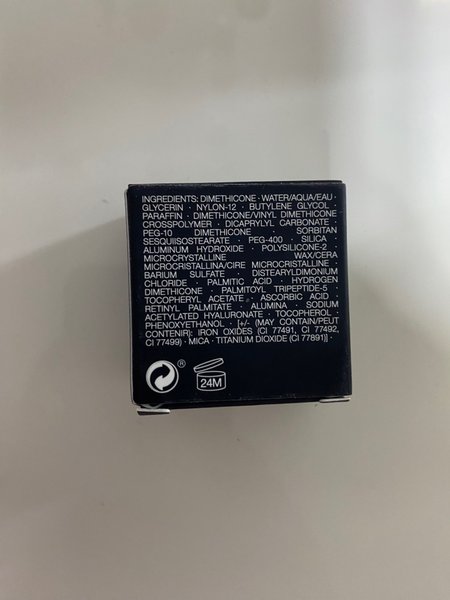 INGREDIENTS: DIMETHICONE · WATER/AQUA/EAU ·
GLYCERIN · NYLON-12 · BUTYLENE GLYCOL ·
PARAFFIN · DIMETHICONE/VINYL DIMETHICONE
CROSSPOLYMER · DICAPRYLYL CARBONATE ·
PEG-10 DIMETHICONE · SORBITAN
SESQUIISOSTEARATE · PEG-400 · SILICA ·
ALUMINUM HYDROXIDE · POLYSILICONE-2 ·
MICROCRYSTALLINE WAX/CERA
MICROCRISTALLINA/CIRE MICROCRISTALLINE ·
BARIUM SULFATE · DISTEARYLDIMONIUM
CHLORIDE · PALMITIC ACID · HYDROGEN
DIMETHICONE · PALMITOYL TRIPEPTIDE-5 ·
TOCOPHERYL ACETATE · ASCORBIC ACID ·
RETINYL PALMITATE · ALUMINA · SODIUM
ACETYLATED HYALURONATE · TOCOPHEROL ·
PHENOXYETHANOL · [+/- (MAY CONTAIN/PEUT
CONTENIR): IRON OXIDES (CI 77491, CI 77492,
CI 77499) · MICA · TITANIUM DIOXIDE (CI 77891)] ·
®
24M